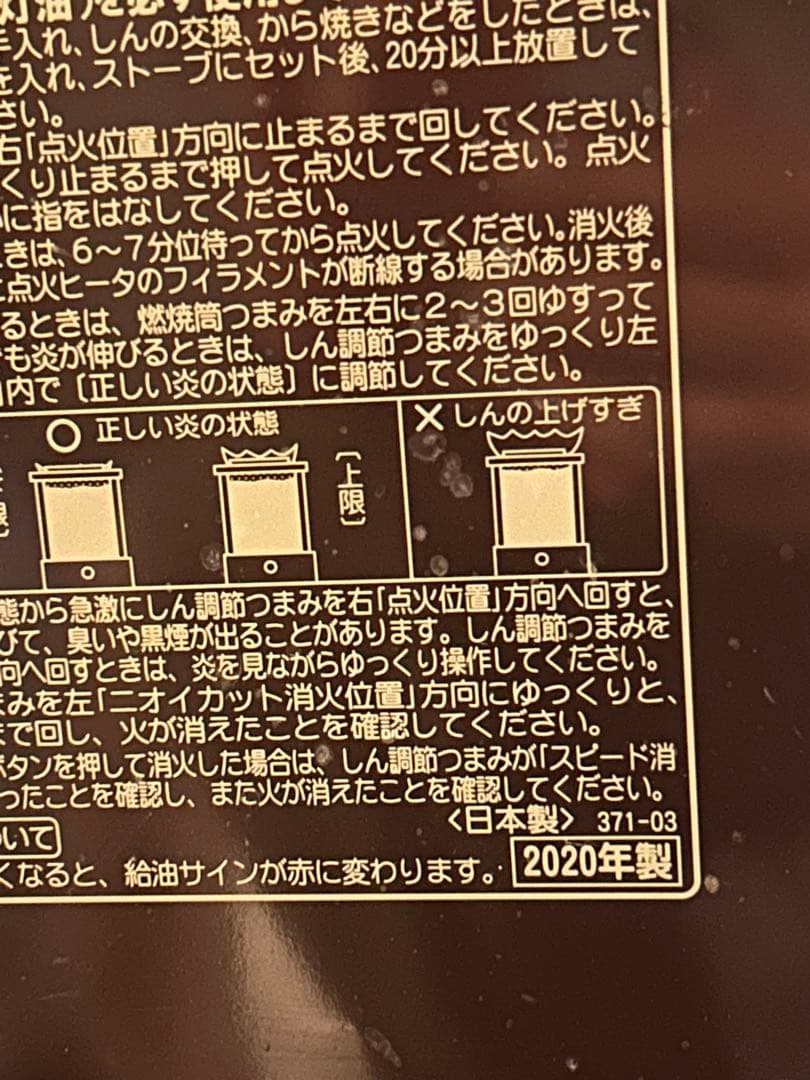 灯油)を必ず使用し
手入れ、しんの交換、から焼きなどをしたときは、
を入れ、ストーブにセット後、20分以上放置して
さい。
右「点火位置」方向に止まるまで回してください。
くり止まるまで押して点火してください。点火
に指をはなしてください。
きは、6〜7分位待ってから点火してください。消火後
点火ヒータのフィラメントが断線する場合があります。
るときは、燃焼筒つまみを左右に2〜3回ゆすって
も炎が伸びるときは、しん調節つまみをゆっくり左
内で〔正しい炎の状態〕に調節してください。
○ 正しい炎の状態
〔上限〕
× しんの上げすぎ
態から急激にしん調節つまみを右「点火位置」方向へ回すと、
びて、臭いや黒煙が出ることがあります。しん調節つまみを
向へ回すときは、炎を見ながらゆっくり操作してください。
まみを左「ニオイカット消火位置」方向にゆっくりと、
まで回し、火が消えたことを確認してください。
ボタンを押して消火した場合は、しん調節つまみが「スピード消
ったことを確認し、また火が消えたことを確認してください。
<日本製> 371-03
ついて
くなると、給油サインが赤に変わります。
2020年製